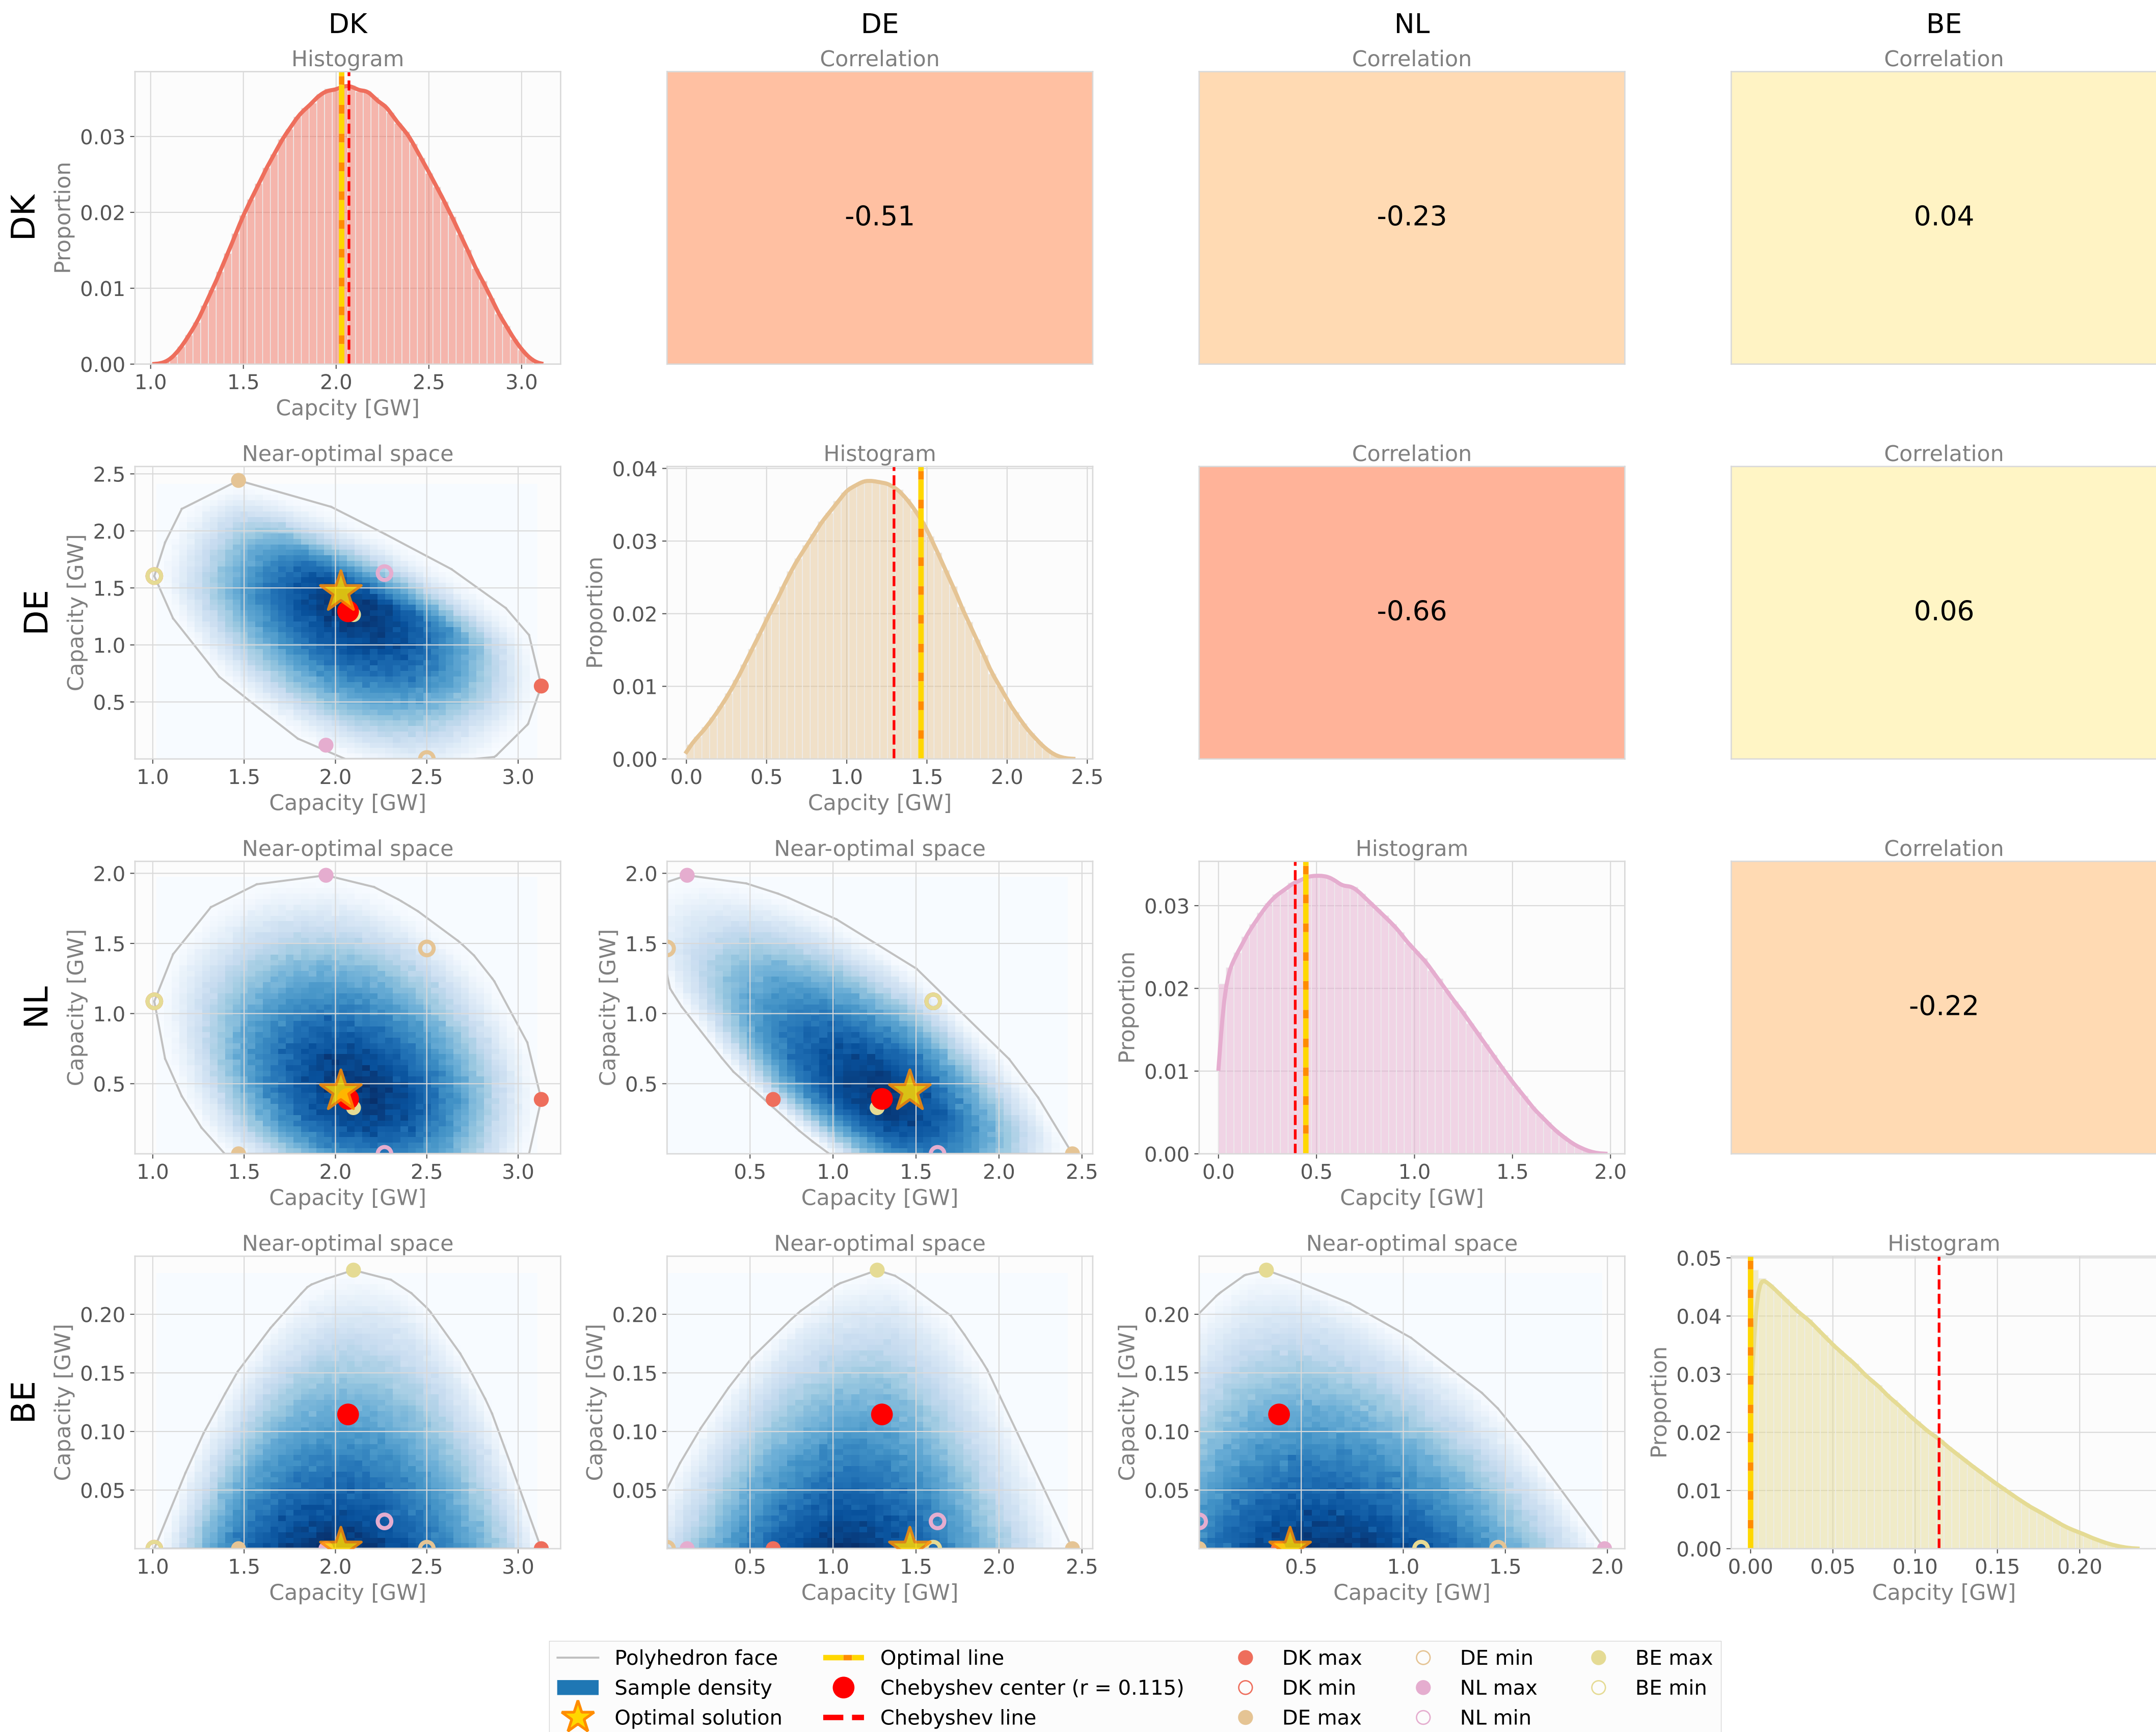 DK DE NL BE
Histogram Correlation Correlation Correlation
DK
Proportion
0.03
0.02
0.01
0.00
1.0 1.5 2.0 2.5 3.0
Capcity [GW]
-0.51
-0.23
0.04
Near-optimal space Histogram Correlation Correlation
DE
Capacity [GW]
2.5
2.0
1.5
1.0
0.5
1.0 1.5 2.0 2.5 3.0
Capacity [GW]
Proportion
0.04
0.03
0.02
0.01
0.00
0.0 0.5 1.0 1.5 2.0 2.5
Capcity [GW]
-0.66
0.06
Near-optimal space Near-optimal space Histogram Correlation
NL
Capacity [GW]
2.0
1.5
1.0
0.5
1.0 1.5 2.0 2.5 3.0
Capacity [GW]
Capacity [GW]
2.0
1.5
1.0
0.5
0.5 1.0 1.5 2.0 2.5
Capacity [GW]
Proportion
0.03
0.02
0.01
0.00
0.0 0.5 1.0 1.5 2.0
Capcity [GW]
-0.22
Near-optimal space Near-optimal space Near-optimal space Histogram
BE
Capacity [GW]
0.20
0.15
0.10
0.05
1.0 1.5 2.0 2.5 3.0
Capacity [GW]
Capacity [GW]
0.20
0.15
0.10
0.05
0.5 1.0 1.5 2.0 2.5
Capacity [GW]
Capacity [GW]
0.20
0.15
0.10
0.05
0.5 1.0 1.5 2.0
Capacity [GW]
Proportion
0.05
0.04
0.03
0.02
0.01
0.00
0.00 0.05 0.10 0.15 0.20
Capcity [GW]
Polyhedron face
Sample density
Optimal solution
Optimal line
Chebyshev center (r = 0.115)
Chebyshev line
DK max
DK min
DE max
DE min
NL max
NL min
BE max
BE min